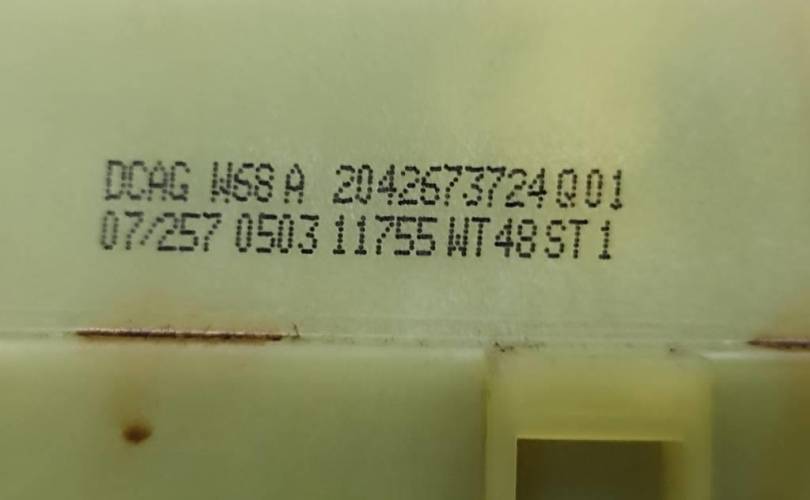 DCAG W68 A 2042673724 Q01
07/257 0503 11755 WT48 ST1